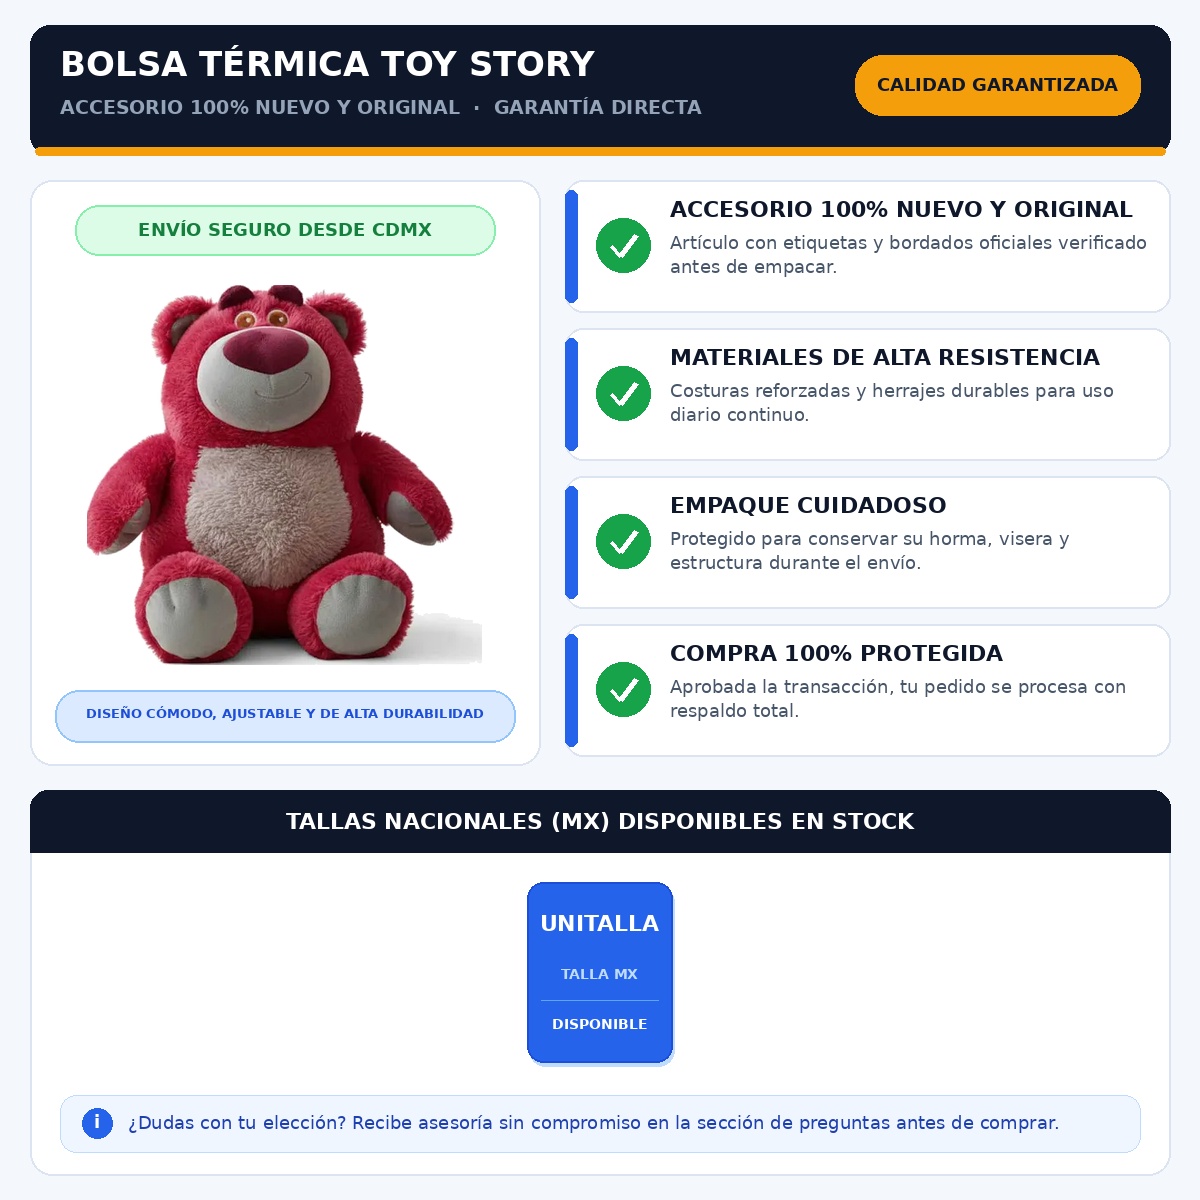 BOLSA TÉRMICA TOY STORY
ACCESORIO 100% NUEVO Y ORIGINAL · GARANTÍA DIRECTA
CALIDAD GARANTIZADA
ENVÍO SEGURO DESDE CDMX
DISEÑO CÓMODO, AJUSTABLE Y DE ALTA DURABILIDAD
ACCESORIO 100% NUEVO Y ORIGINAL
Artículo con etiquetas y bordados oficiales verificado
antes de empacar.
MATERIALES DE ALTA RESISTENCIA
Costuras reforzadas y herrajes durables para uso
diario continuo.
EMPAQUE CUIDADOSO
Protegido para conservar su horma, visera y
estructura durante el envío.
COMPRA 100% PROTEGIDA
Aprobada la transacción, tu pedido se procesa con
respaldo total.
TALLAS NACIONALES (MX) DISPONIBLES EN STOCK
UNITALLA
TALLA MX
DISPONIBLE
i ¿Dudas con tu elección? Recibe asesoría sin compromiso en la sección de preguntas antes de comprar.